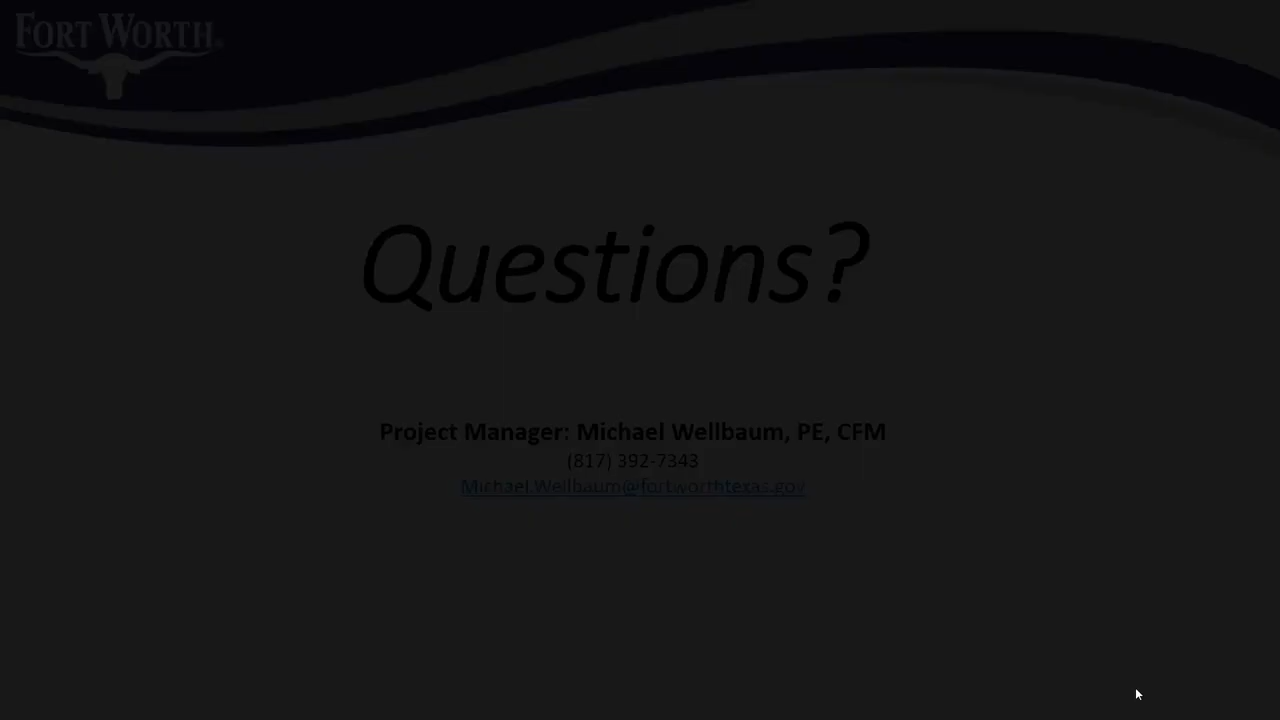 FORT WORTH®
Questions?
Project Manager: Michael Wellbaum, PE, CFM
(817) 392-7343
Michael.Wellbaum@fortworthtexas.gov